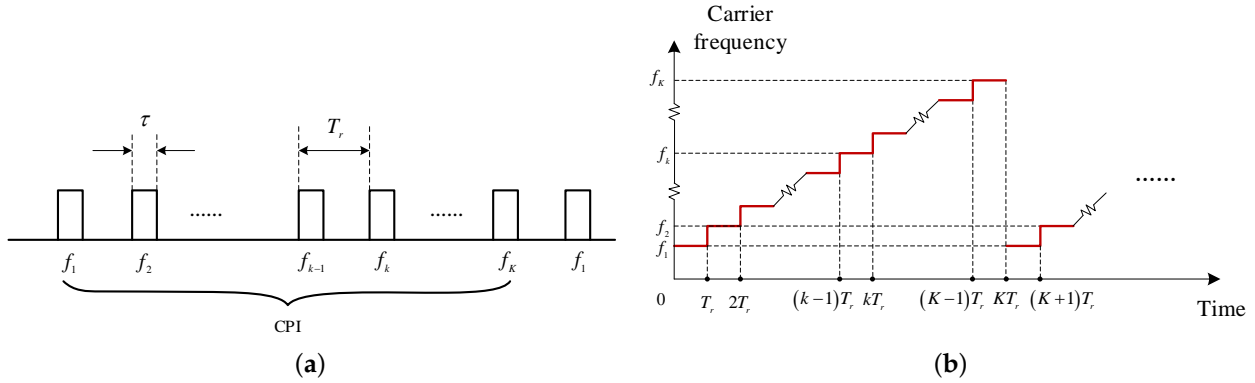 τ
T_r
......
......
f_1
f_2
f_{k-1}
f_k
f_K
f_1
CPI
(a)
Carrier
frequency
f_K
f_k
f_2
f_1
......
0
T_r
2T_r
(k-1)T_r
kT_r
(K-1)T_r
KT_r
(K+1)T_r
Time
(b)